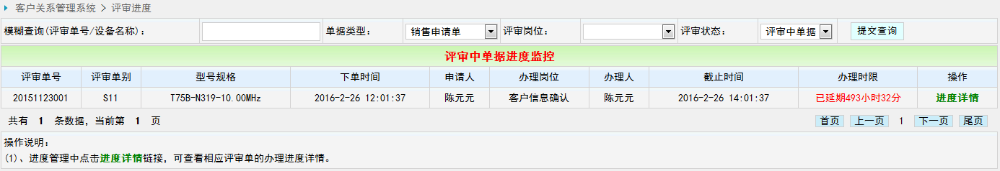 客户关系管理系统 > 评审进度
模糊查询(评审单号/设备名称): 单据类型: 销售申请单 评审岗位: 评审状态: 评审中单据 提交查询
评审中单据进度监控
评审单号 评审单别 型号规格 下单时间 申请人 办理岗位 办理人 截止时间 办理时限 操作
20151123001 S11 T75B-N319-10.00MHz 2016-2-26 12:01:37 陈元元 客户信息确认 陈元元 2016-2-26 14:01:37 已延期493小时32分 进度详情
共有 1 条数据，当前第 1 页 首页 上一页 1 下一页 尾页
操作说明:
(1)、进度管理中点击进度详情链接，可查看相应评审单的办理进度详情。